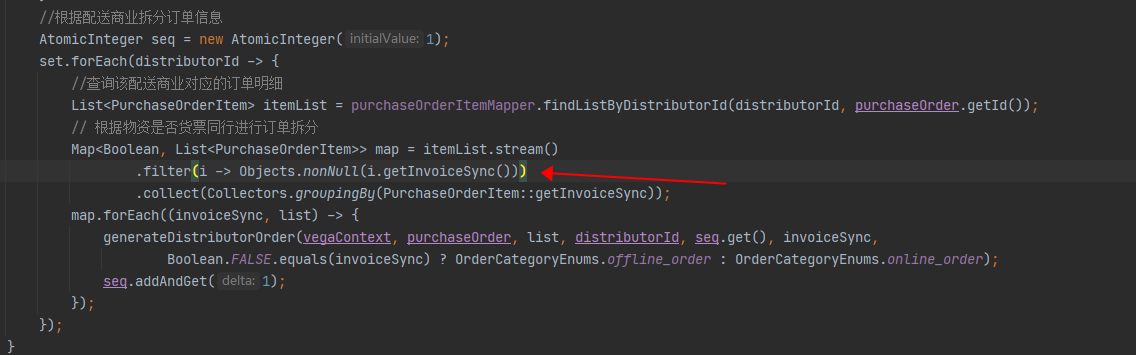 //根据配送商业拆分订单信息
AtomicInteger seq = new AtomicInteger( initialValue: 1);
set.forEach(distributorId -> {
//查询该配送商业对应的订单明细
List<PurchaseOrderItem> itemList = purchaseOrderItemMapper.findListByDistributorId(distributorId, purchaseOrder.getId());
// 根据物资是否货票同行进行订单拆分
Map<Boolean, List<PurchaseOrderItem>> map = itemList.stream()
.filter(i -> Objects.nonNull(i.getInvoiceSync()))
.collect(Collectors.groupingBy(PurchaseOrderItem::getInvoiceSync));
map.forEach((invoiceSync, list) -> {
generateDistributorOrder(vegaContext, purchaseOrder, list, distributorId, seq.get(), invoiceSync,
Boolean.FALSE.equals(invoiceSync) ? OrderCategoryEnums.offline_order : OrderCategoryEnums.online_order);
seq.addAndGet( delta: 1);
});
});
}